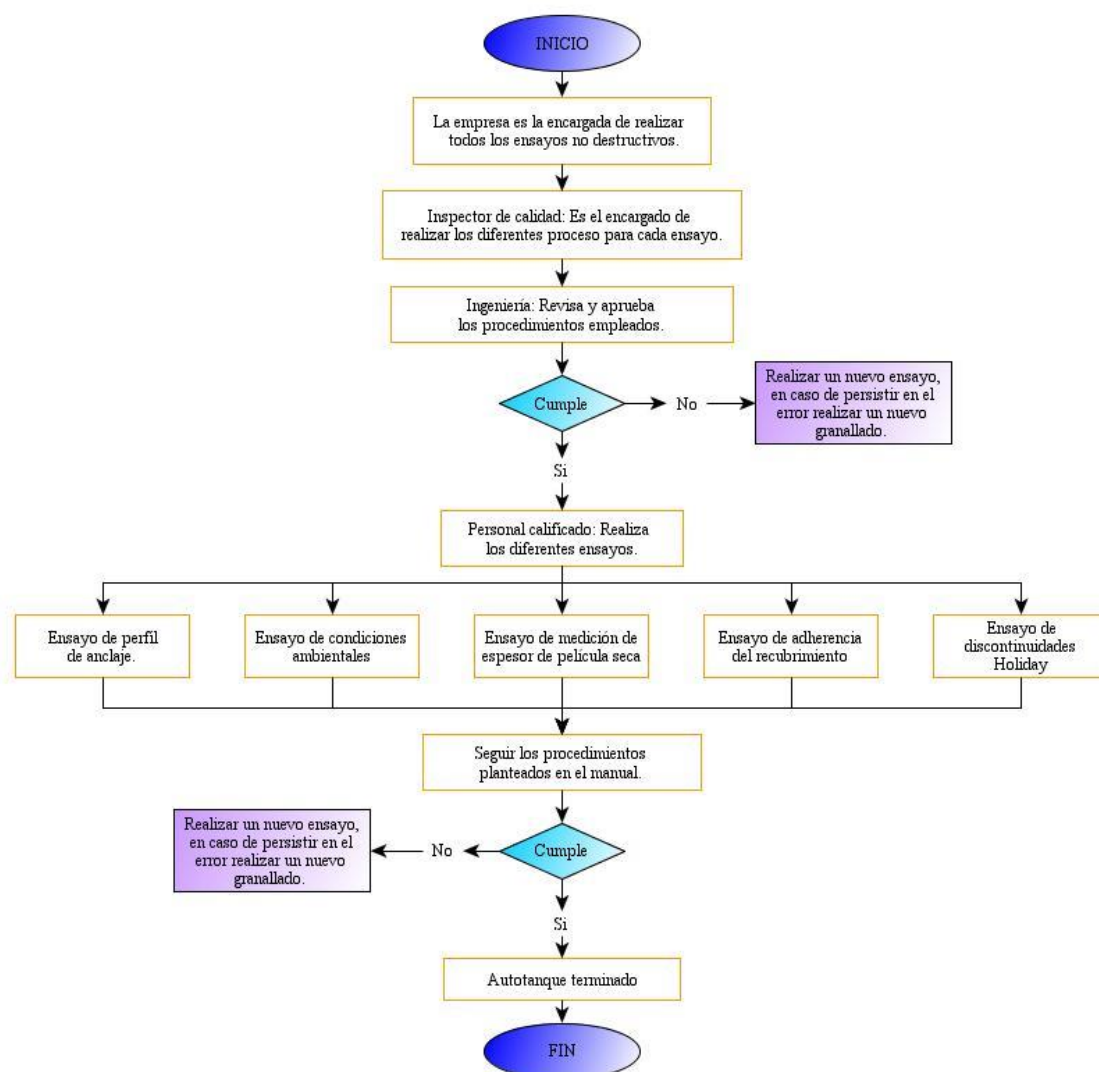 INICIO
La empresa es la encargada de realizar
todos los ensayos no destructivos.
Inspector de calidad: Es el encargado de
realizar los diferentes proceso para cada ensayo.
Ingeniería: Revisa y aprueba
los procedimientos empleados.
Cumple
No
Realizar un nuevo ensayo,
en caso de persistir en el
error realizar un nuevo
granallado.
Si
Personal calificado: Realiza
los diferentes ensayos.
Ensayo de perfil
de anclaje.
Ensayo de condiciones
ambientales
Ensayo de medición de
espesor de película seca
Ensayo de adherencia
del recubrimiento
Ensayo de
discontinuidades
Holiday
Seguir los procedimientos
planteados en el manual.
Realizar un nuevo ensayo,
en caso de persistir en el
error realizar un nuevo
granallado.
No
Cumple
Si
Autotanque terminado
FIN